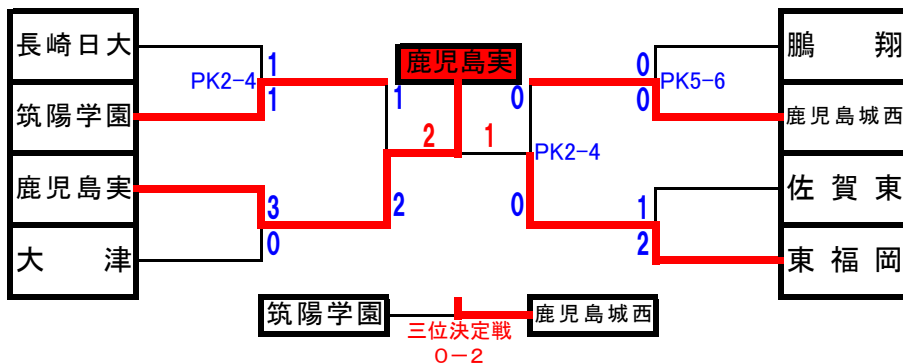 長崎日大
筑陽学園
鹿児島実
大津
1
PK2-4
1
3
0
1
2
鹿児島実
2
1
0
PK2-4
0
0
PK5-6
0
1
2
鵬翔
鹿児島城西
佐賀東
東福岡
筑陽学園
三位決定戦
0-2
鹿児島城西